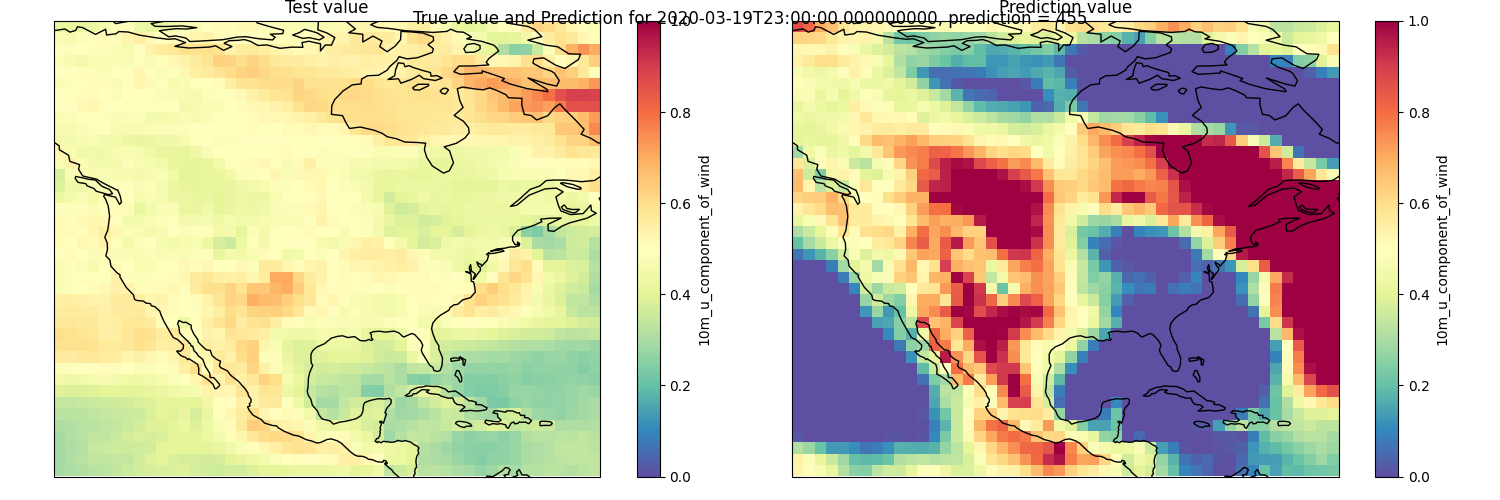 Test value
Prediction value
True value and Prediction for 2020-03-19T23:00:00.000000000, prediction = 455
1.0
0.8
0.6
0.4
0.2
0.0
10m_u_component_of_wind
1.0
0.8
0.6
0.4
0.2
0.0
10m_u_component_of_wind